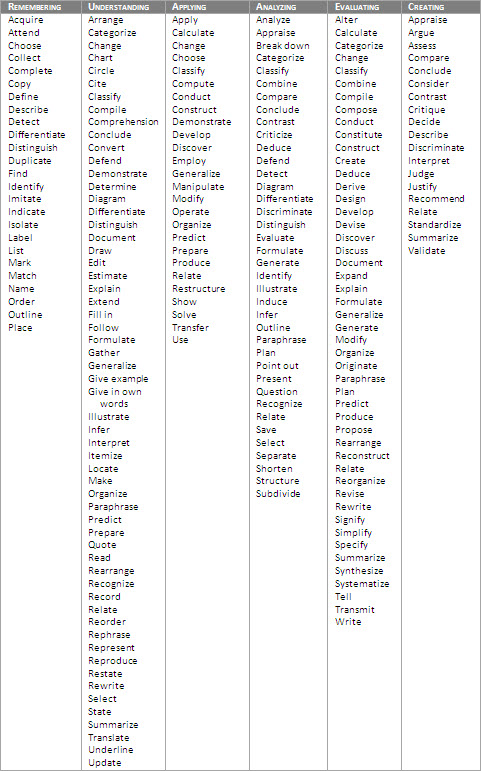 REMEMBERING
Acquire
Attend
Choose
Collect
Complete
Copy
Define
Describe
Detect
Differentiate
Distinguish
Duplicate
Find
Identify
Imitate
Indicate
Isolate
Label
List
Mark
Match
Name
Order
Outline
Place
UNDERSTANDING
Arrange
Categorize
Change
Chart
Circle
Cite
Classify
Compile
Comprehension
Conclude
Convert
Defend
Demonstrate
Determine
Diagram
Differentiate
Distinguish
Document
Draw
Edit
Estimate
Explain
Extend
Fill in
Follow
Formulate
Gather
Generalize
Give example
Give in own
words
Illustrate
Infer
Interpret
Itemize
Locate
Make
Organize
Paraphrase
Predict
Prepare
Quote
Read
Rearrange
Recognize
Record
Relate
Reorder
Rephrase
Represent
Reproduce
Restate
Rewrite
Select
State
Summarize
Translate
Underline
Update
APPLYING
Apply
Calculate
Change
Choose
Classify
Compute
Conduct
Construct
Demonstrate
Develop
Discover
Employ
Generalize
Manipulate
Modify
Operate
Organize
Predict
Prepare
Produce
Relate
Restructure
Show
Solve
Transfer
Use
ANALYZING
Analyze
Appraise
Break down
Categorize
Classify
Combine
Compare
Conclude
Contrast
Criticize
Deduce
Defend
Detect
Diagram
Differentiate
Discriminate
Distinguish
Evaluate
Formulate
Generate
Identify
Illustrate
Induce
Infer
Outline
Paraphrase
Plan
Point out
Present
Question
Recognize
Relate
Save
Select
Separate
Shorten
Structure
Subdivide
EVALUATING
Alter
Calculate
Categorize
Change
Classify
Combine
Compile
Compose
Conduct
Constitute
Construct
Create
Deduce
Derive
Design
Develop
Devise
Discover
Discuss
Document
Expand
Explain
Formulate
Generalize
Generate
Modify
Organize
Originate
Paraphrase
Plan
Predict
Produce
Propose
Rearrange
Reconstruct
Relate
Reorganize
Revise
Rewrite
Signify
Simplify
Specify
Summarize
Synthesize
Systematize
Tell
Transmit
Write
CREATING
Appraise
Argue
Assess
Compare
Conclude
Consider
Contrast
Critique
Decide
Describe
Discriminate
Interpret
Judge
Justify
Recommend
Relate
Standardize
Summarize
Validate